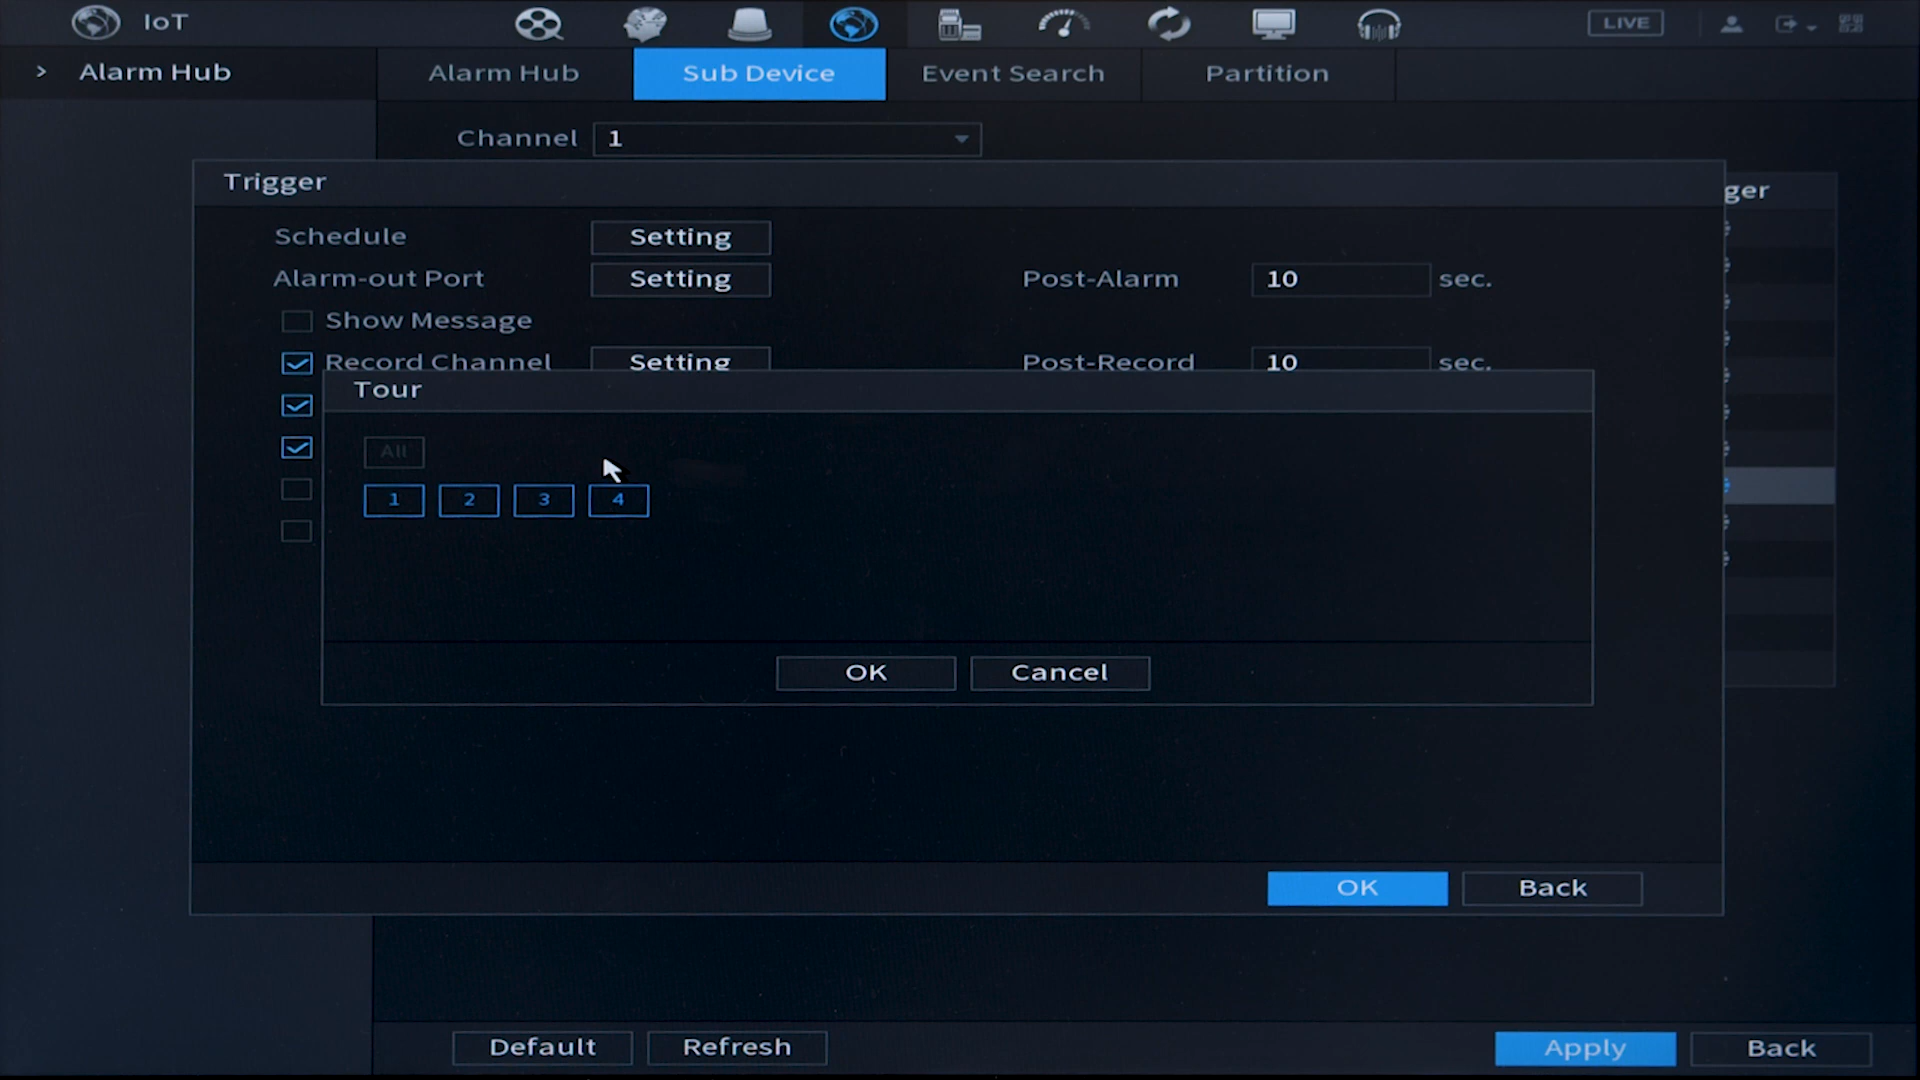 IoT
LIVE
Alarm Hub
Alarm Hub Sub Device Event Search Partition
Channel 1
Trigger
ger
Schedule Setting
Alarm-out Port Setting Post-Alarm 10 sec.
Show Message
Record Channel Setting Post-Record 10 sec.
Tour
All
1 2 3 4
OK Cancel
OK Back
Default Refresh Apply Back